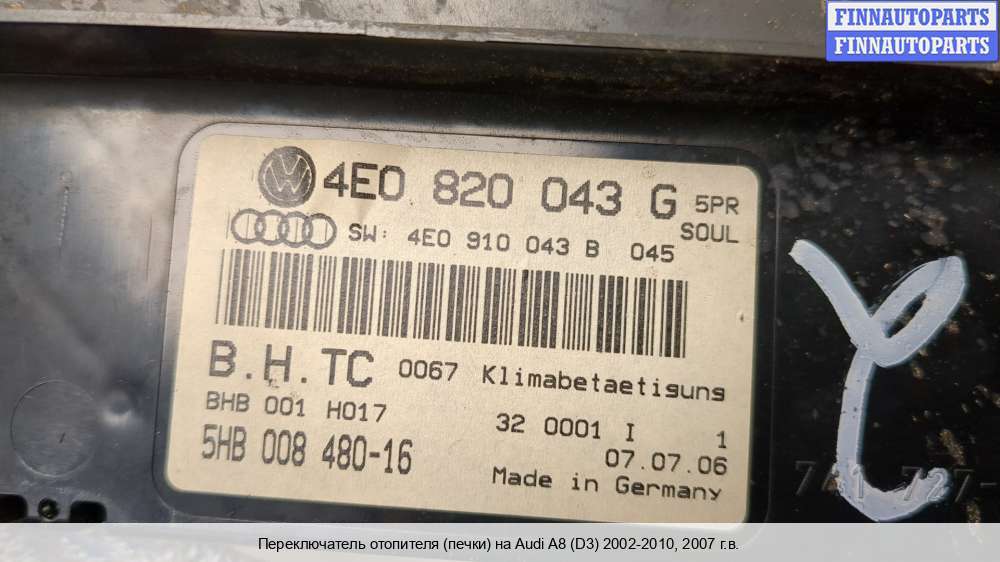 FINNAUTOPARTS
FINNAUTOPARTS
4E0 820 043 G 5PR
SOUL
SW: 4E0 910 043 B 045
B.H.TC 0067 Klimabetaetigung
BHB 001 H017
32 0001 I 1
5HB 008 480-16
07.07.06
Made in Germany
Переключатель отопителя (печки) на Audi A8 (D3) 2002-2010, 2007 г.в.